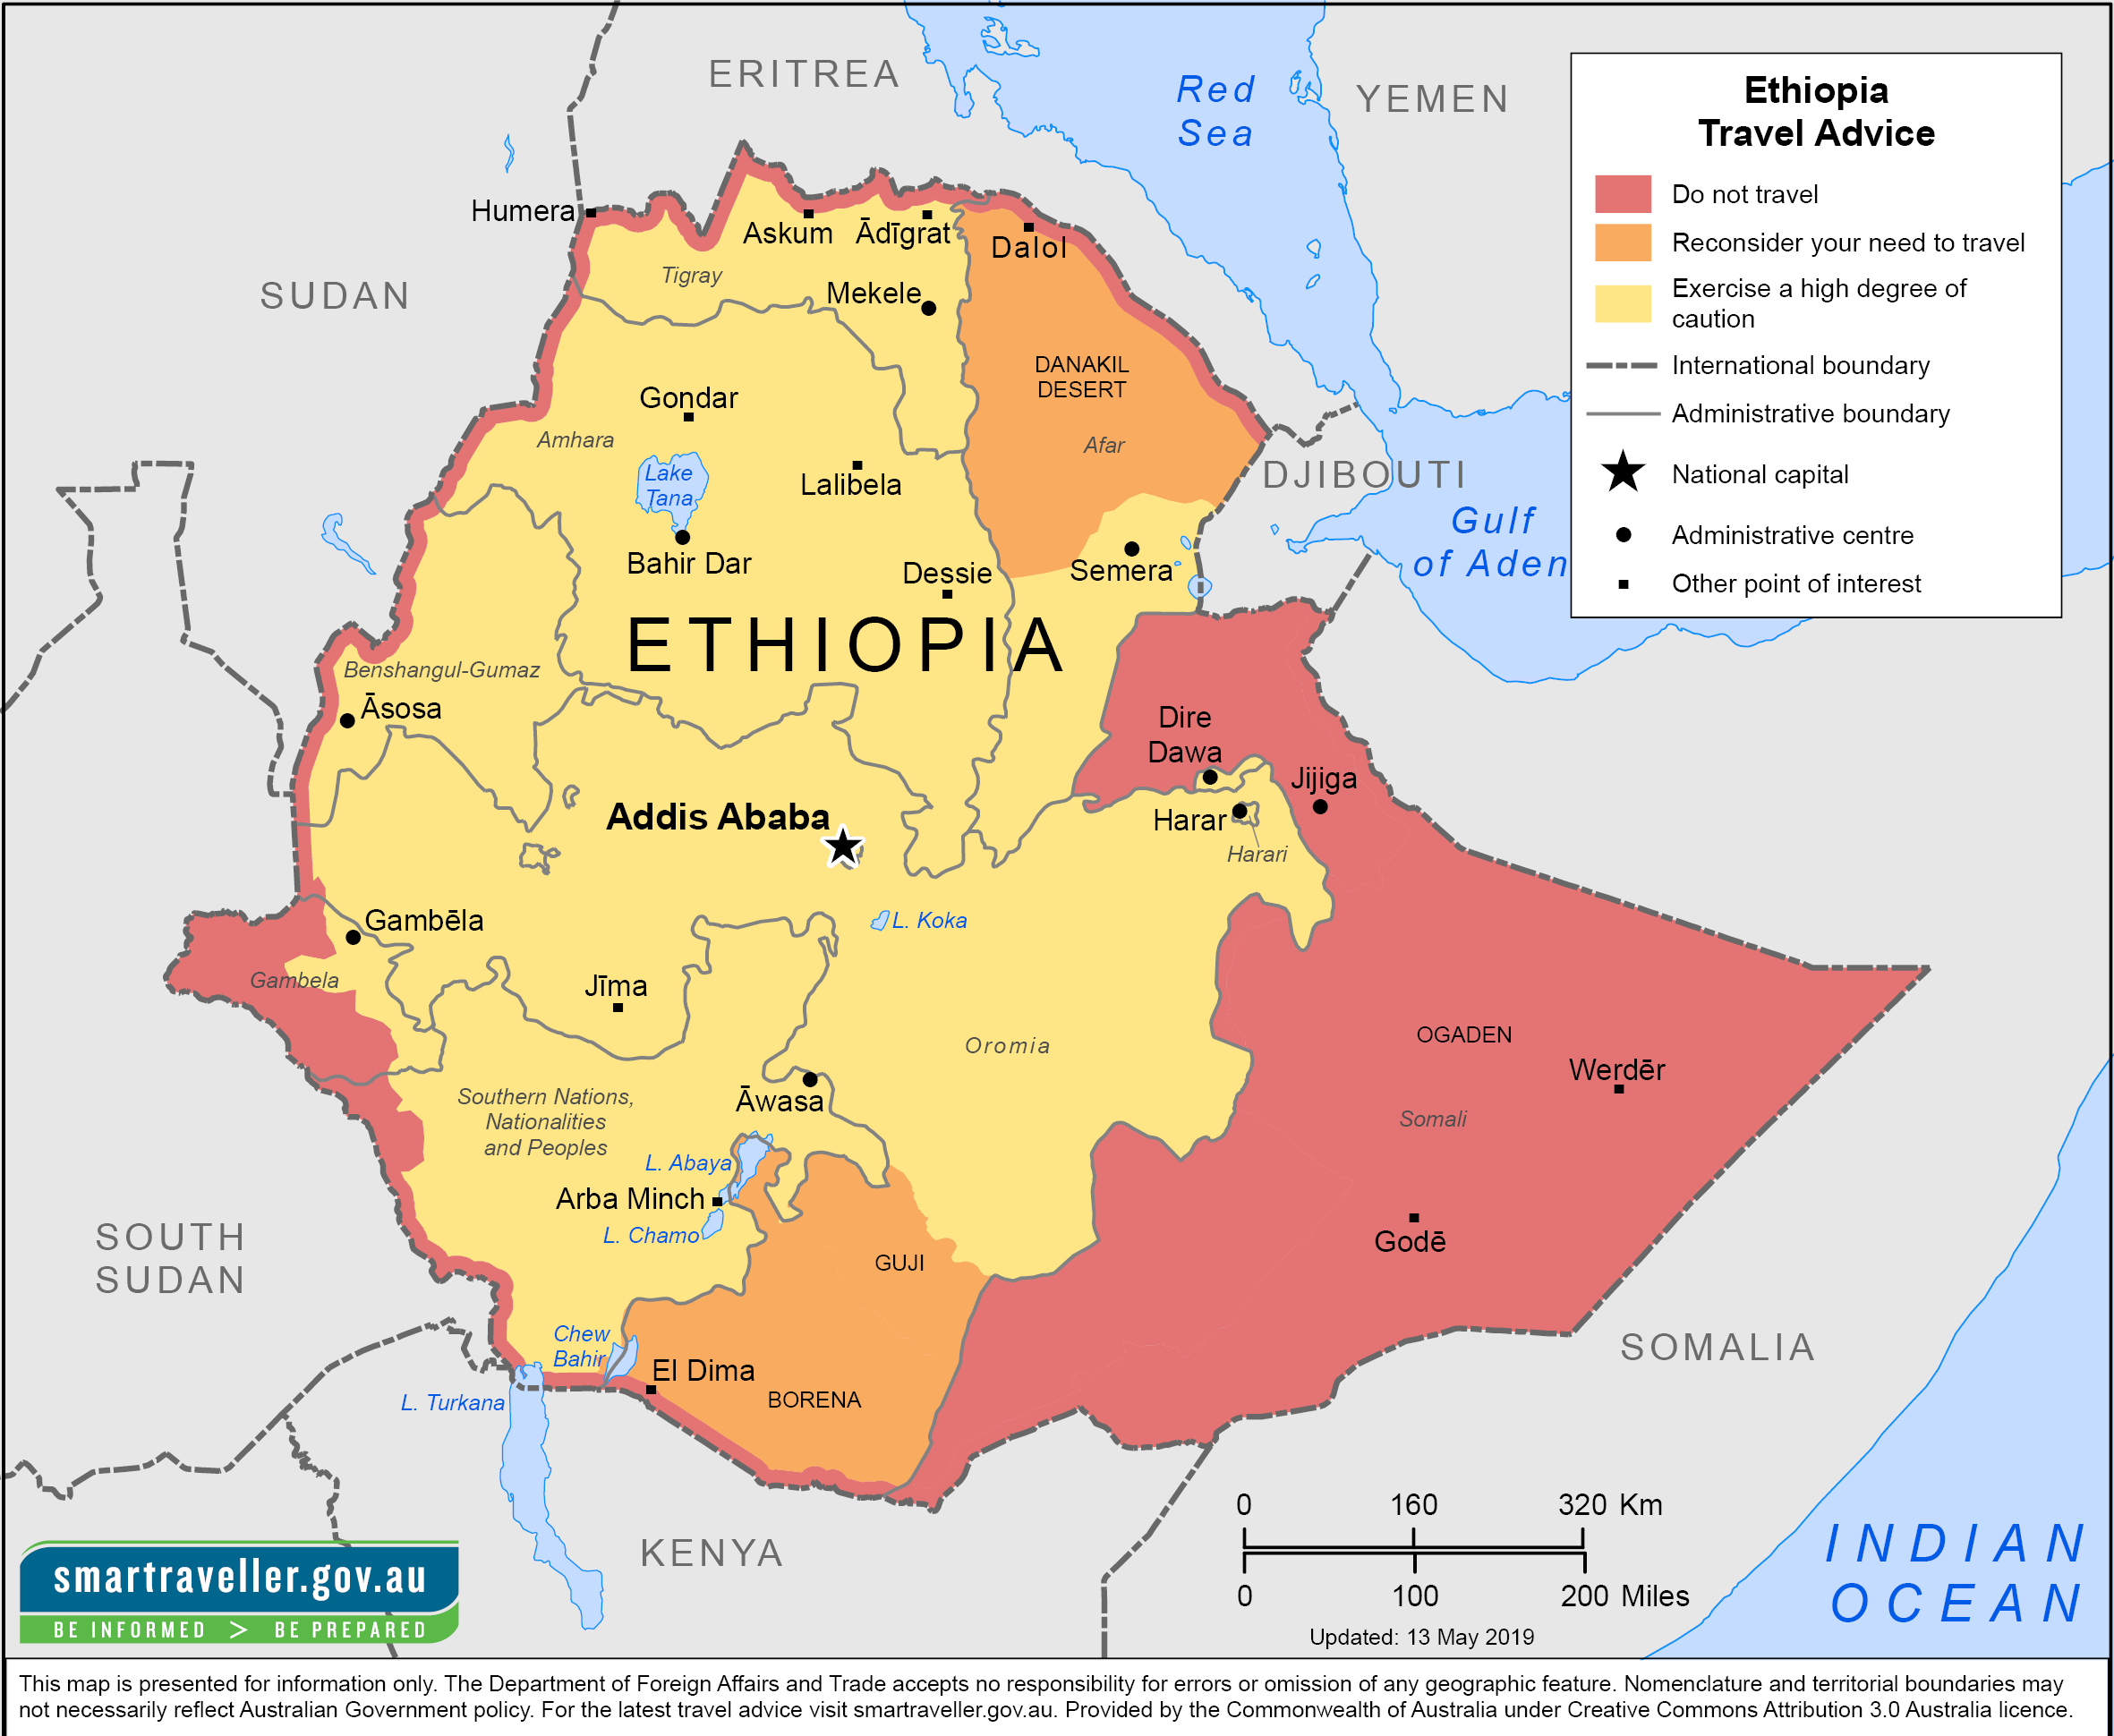 ERITREA
Red
Sea
YEMEN
Ethiopia
Travel Advice
Do not travel
Reconsider your need to travel
Exercise a high degree of
caution
International boundary
Administrative boundary
National capital
Administrative centre
Other point of interest
SUDAN
Humera
Askum
Ādīgrat
Dalol
Tigray
Mekele
DANAKIL
DESERT
Afar
Gondar
Amhara
Lake
Tana
Lalibela
Bahir Dar
Dessie
Semera
DJIBOUTI
Gulf
of Aden
ETHIOPIA
Benshangul-Gumaz
Āsosa
Dire
Dawa
Jijiga
Addis Ababa
Harar
Harari
Gambēla
L. Koka
Gambela
Jīma
Oromia
OGADEN
Werdēr
Somali
Southern Nations,
Nationalities
and Peoples
Āwasa
L. Abaya
Arba Minch
L. Chamo
Godē
SOUTH
SUDAN
GUJI
Chew
Bahir
El Dima
BORENA
L. Turkana
SOMALIA
KENYA
INDIAN
OCEAN
0 160 320 Km
0 100 200 Miles
Updated: 13 May 2019
smartraveller.gov.au
BE INFORMED > BE PREPARED
This map is presented for information only. The Department of Foreign Affairs and Trade accepts no responsibility for errors or omission of any geographic feature. Nomenclature and territorial boundaries may
not necessarily reflect Australian Government policy. For the latest travel advice visit smartraveller.gov.au. Provided by the Commonwealth of Australia under Creative Commons Attribution 3.0 Australia licence.